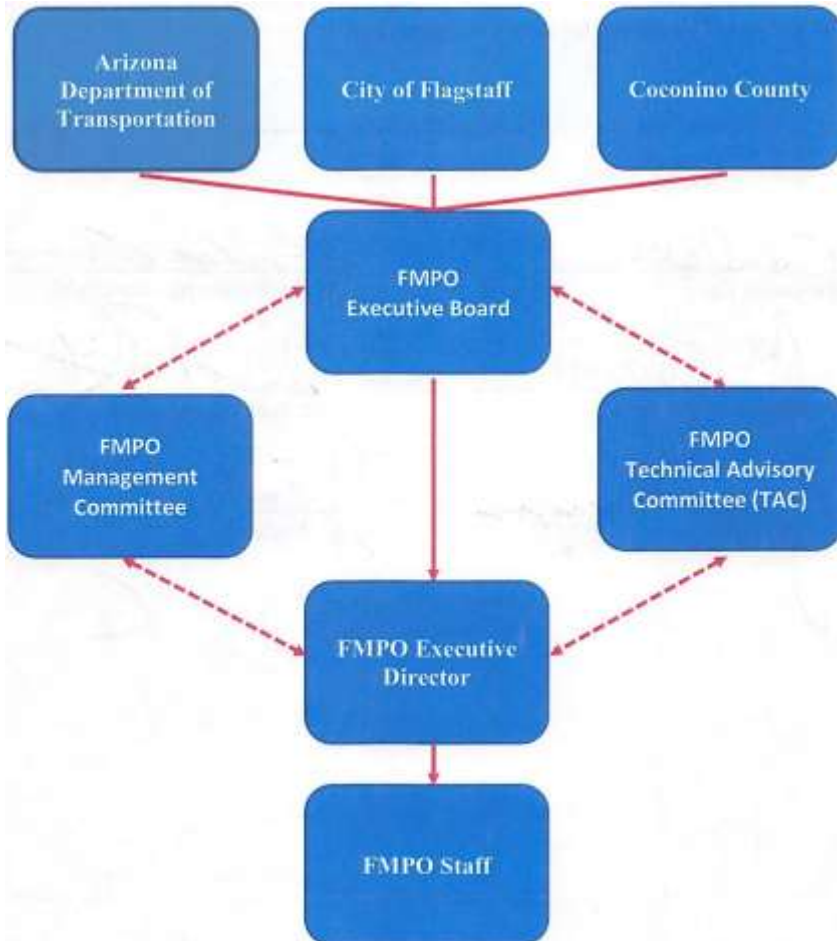 Arizona
Department of
Transportation
City of Flagstaff
Coconino County
FMPO
Executive Board
FMPO
Management
Committee
FMPO
Technical Advisory
Committee (TAC)
FMPO Executive
Director
FMPO Staff